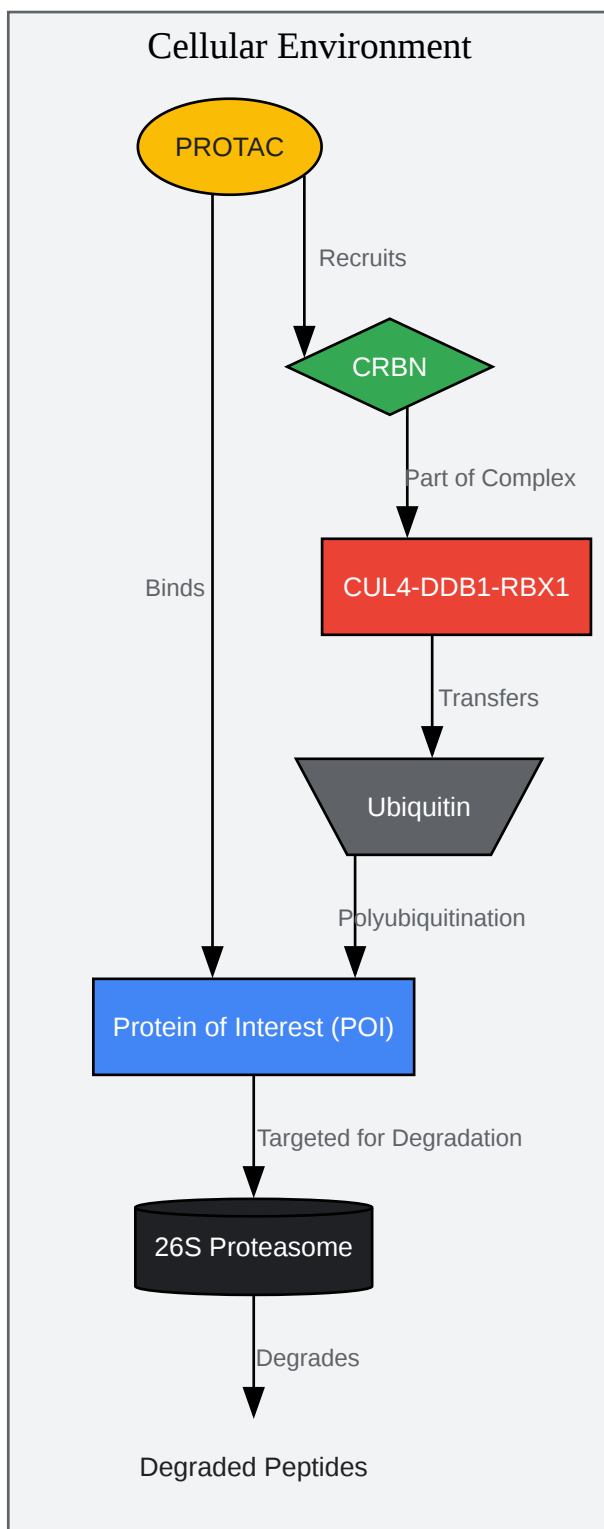 Cellular Environment
PROTAC
Recruits
CRBN
Part of Complex
CUL4-DDB1-RBX1
Binds
Transfers
Ubiquitin
Polyubiquitination
Protein of Interest (POI)
Targeted for Degradation
26S Proteasome
Degrades
Degraded Peptides